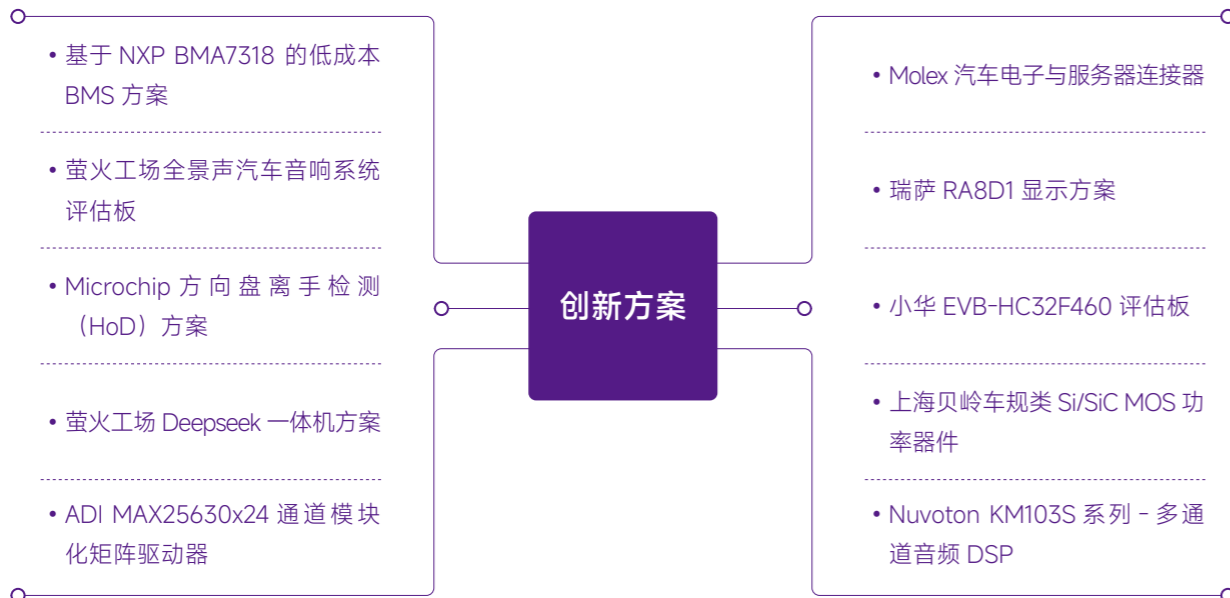 • 基于 NXP BMA7318 的低成本
BMS 方案
• 萤火工场全景声汽车音响系统
评估板
• Microchip 方向盘离手检测
（HoD）方案
• 萤火工场 Deepseek 一体机方案
• ADI MAX25630x24 通道模块
化矩阵驱动器
创新方案
• Molex 汽车电子与服务器连接器
• 瑞萨 RA8D1 显示方案
• 小华 EVB-HC32F460 评估板
• 上海贝岭车规类 Si/SiC MOS 功
率器件
• Nuvoton KM103S 系列 - 多通
道音频 DSP